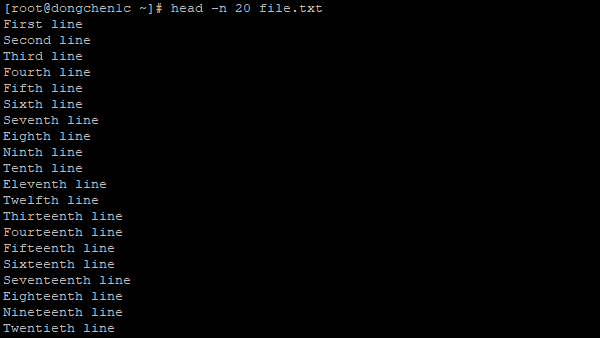 [root@dongchen1c ~]# head -n 20 file.txt
First line
Second line
Third line
Fourth line
Fifth line
Sixth line
Seventh line
Eighth line
Ninth line
Tenth line
Eleventh line
Twelfth line
Thirteenth line
Fourteenth line
Fifteenth line
Sixteenth line
Seventeenth line
Eighteenth line
Nineteenth line
Twentieth line